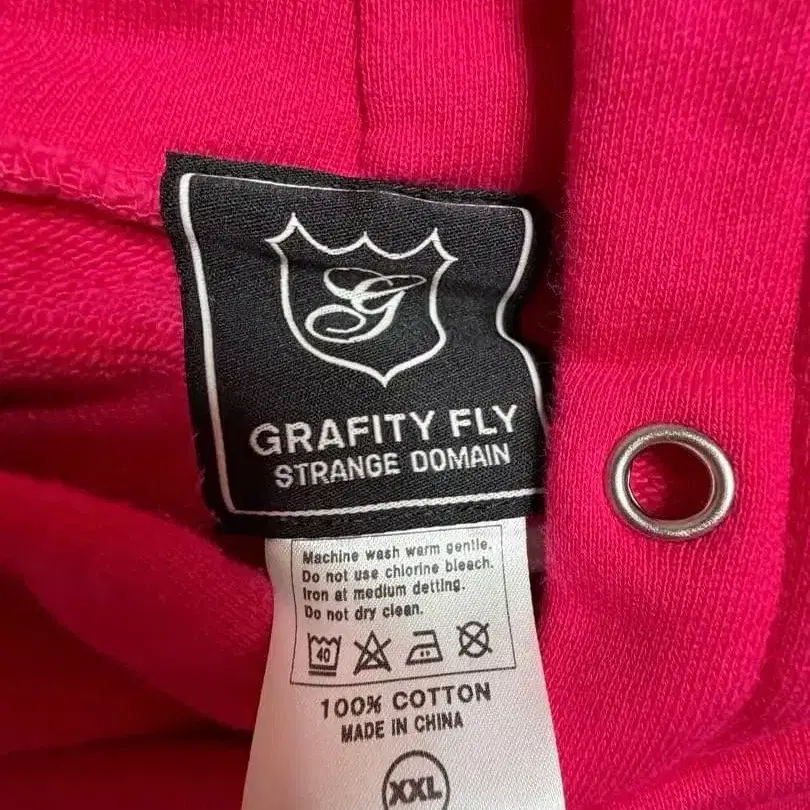 G
GRAFITY FLY
STRANGE DOMAIN
Machine wash warm gentle.
Do not use chlorine bleach.
Iron at medium detting.
Do not dry clean.
40
100% COTTON
MADE IN CHINA
XXL